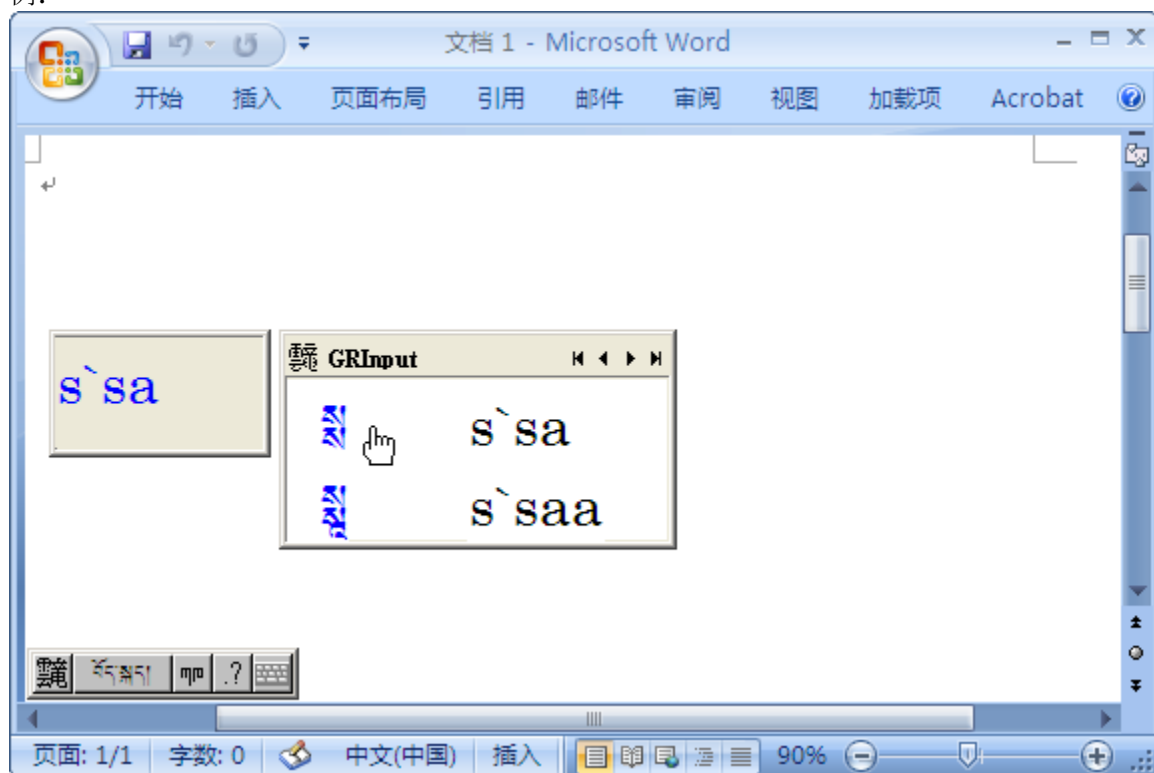 例:
文档 1 - Microsoft Word
开始 插入 页面布局 引用 邮件 审阅 视图 加载项 Acrobat
s`sa
GRInput
s`sa
s`saa
.?
页面: 1/1 字数: 0 中文(中国) 插入 90%